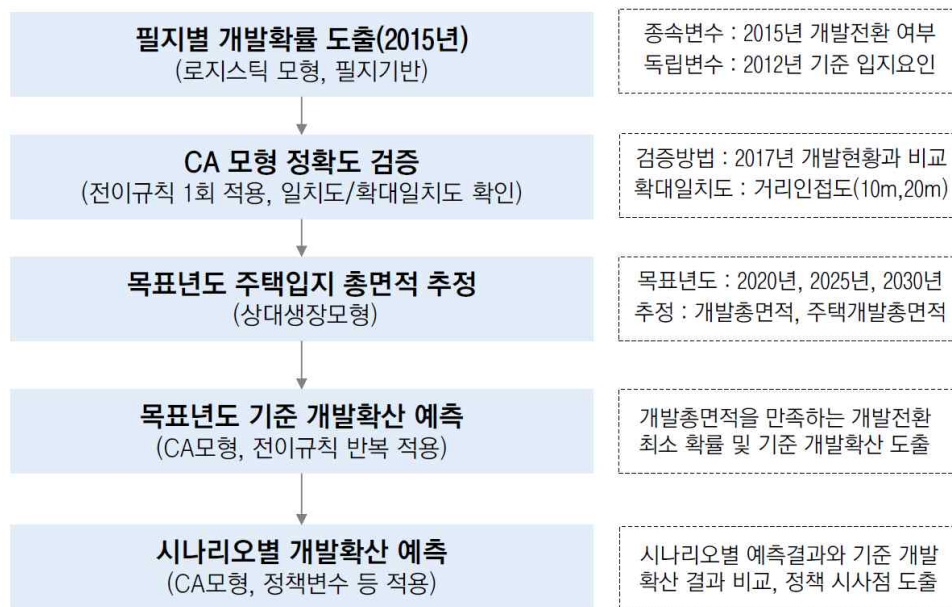 필지별 개발확률 도출(2015년)
(로지스틱 모형, 필지기반)
종속변수 : 2015년 개발전환 여부
독립변수 : 2012년 기준 입지요인
CA 모형 정확도 검증
(전이규칙 1회 적용, 일치도/확대일치도 확인)
검증방법 : 2017년 개발현황과 비교
확대일치도 : 거리인접도(10m,20m)
목표년도 주택입지 총면적 추정
(상대생장모형)
목표년도 : 2020년, 2025년, 2030년
추정 : 개발총면적, 주택개발총면적
목표년도 기준 개발확산 예측
(CA모형, 전이규칙 반복 적용)
개발총면적을 만족하는 개발전환
최소 확률 및 기준 개발확산 도출
시나리오별 개발확산 예측
(CA모형, 정책변수 등 적용)
시나리오별 예측결과와 기준 개발
확산 결과 비교, 정책 시사점 도출